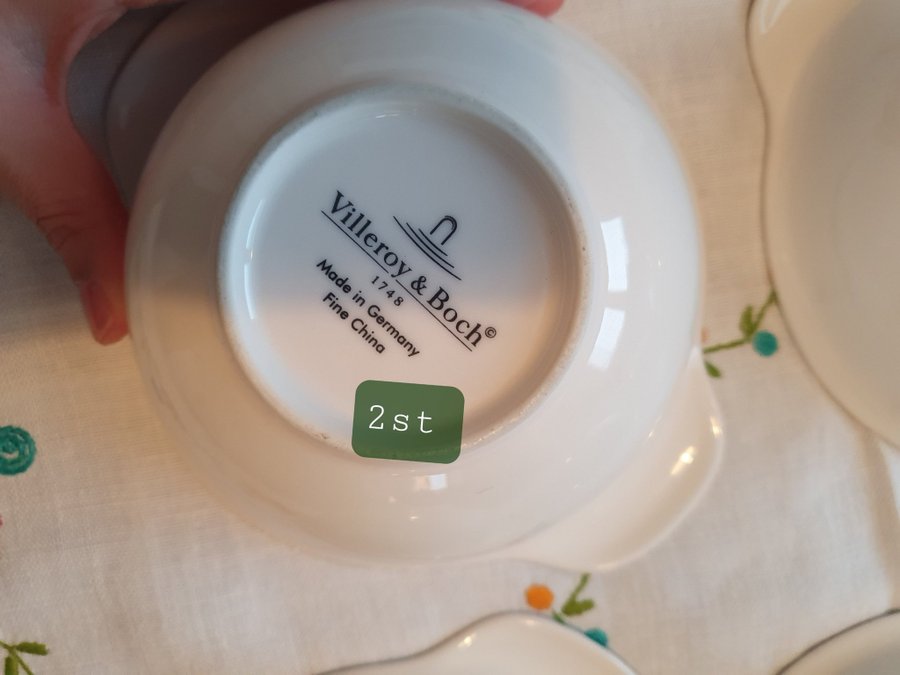 Villeroy & Boch©
1748
Made in Germany
Fine China
2st